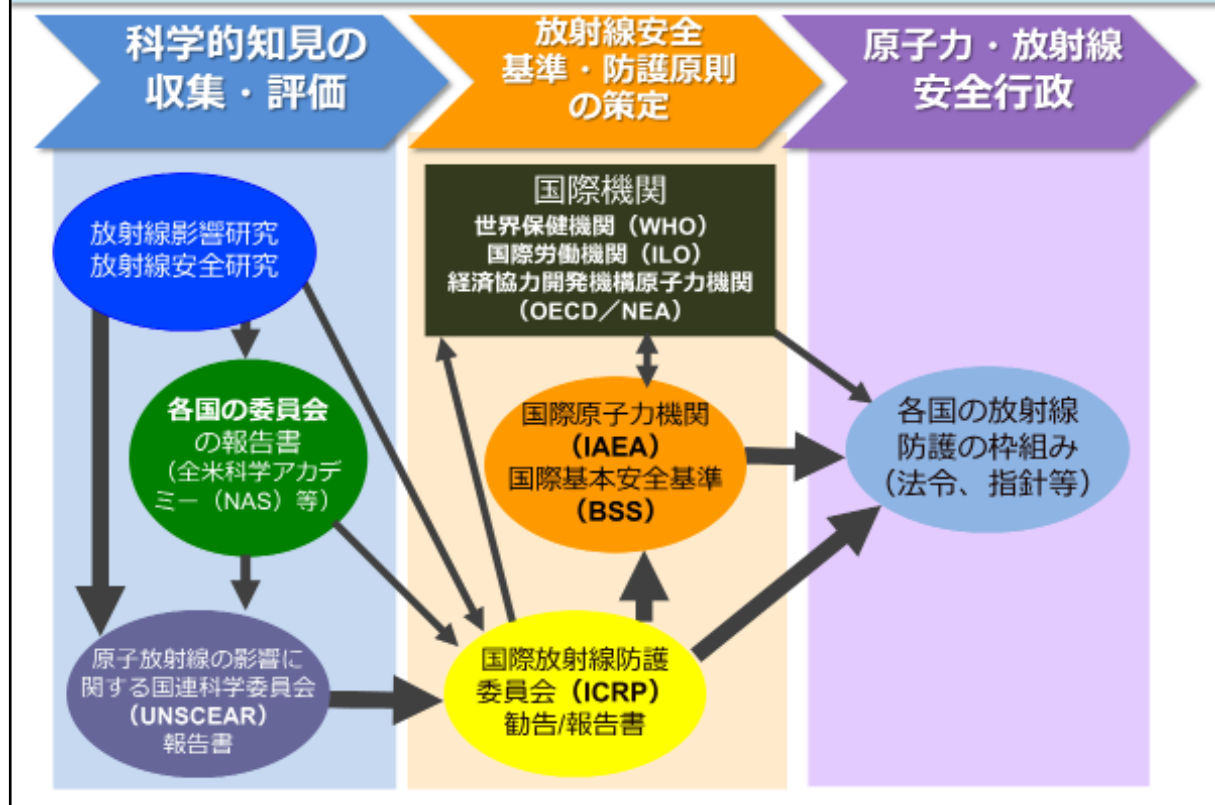 科学的知見の
収集・評価
放射線安全
基準・防護原則
の策定
原子力・放射線
安全行政
放射線影響研究
放射線安全研究
各国の委員会
の報告書
（全米科学アカデ
ミー（NAS）等）
原子放射線の影響に
関する国連科学委員会
（UNSCEAR）
報告書
国際機関
世界保健機関（WHO）
国際労働機関（ILO）
経済協力開発機構原子力機関
（OECD／NEA）
国際原子力機関
（IAEA）
国際基本安全基準
（BSS）
国際放射線防護
委員会（ICRP）
勧告/報告書
各国の放射線
防護の枠組み
（法令、指針等）